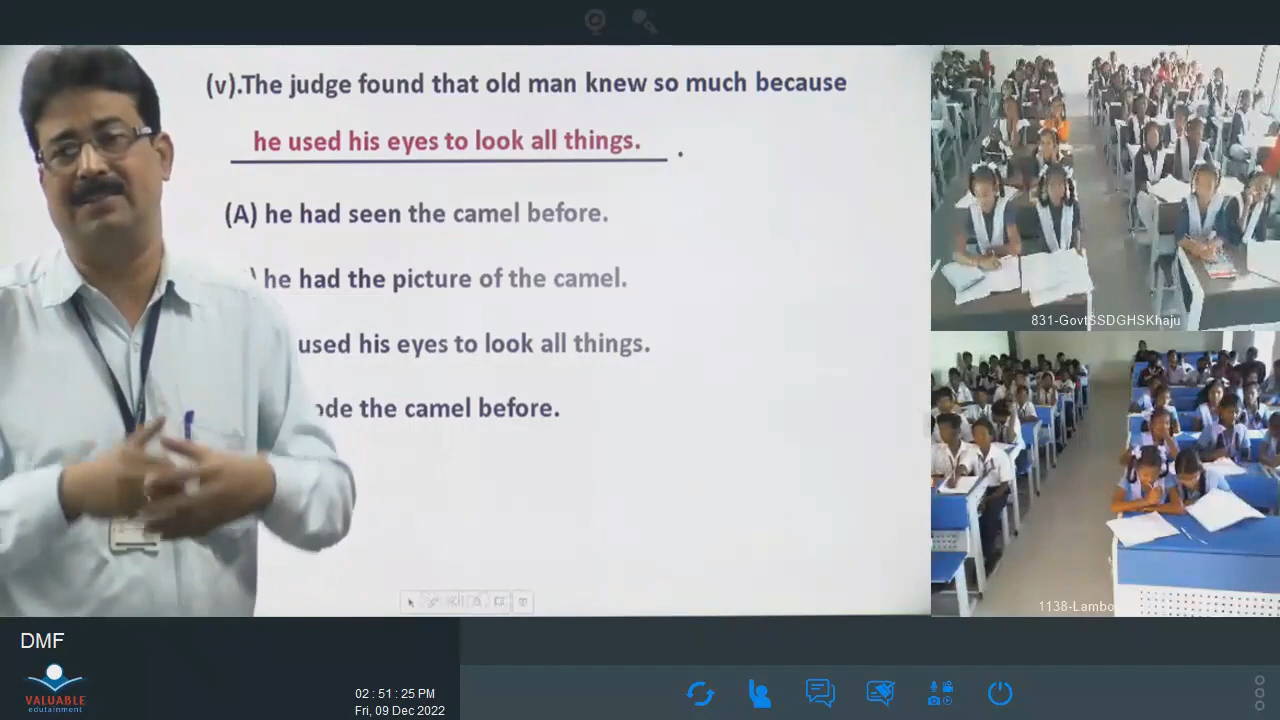 (v).The judge found that old man knew so much because
he used his eyes to look all things.
.
(A) he had seen the camel before.
) he had the picture of the camel.
used his eyes to look all things.
ode the camel before.
831-GovtSSDGHSKhaju
1138-Lambo
DMF
VALUABLE
edutainment
02 : 51 : 25 PM
Fri, 09 Dec 2022